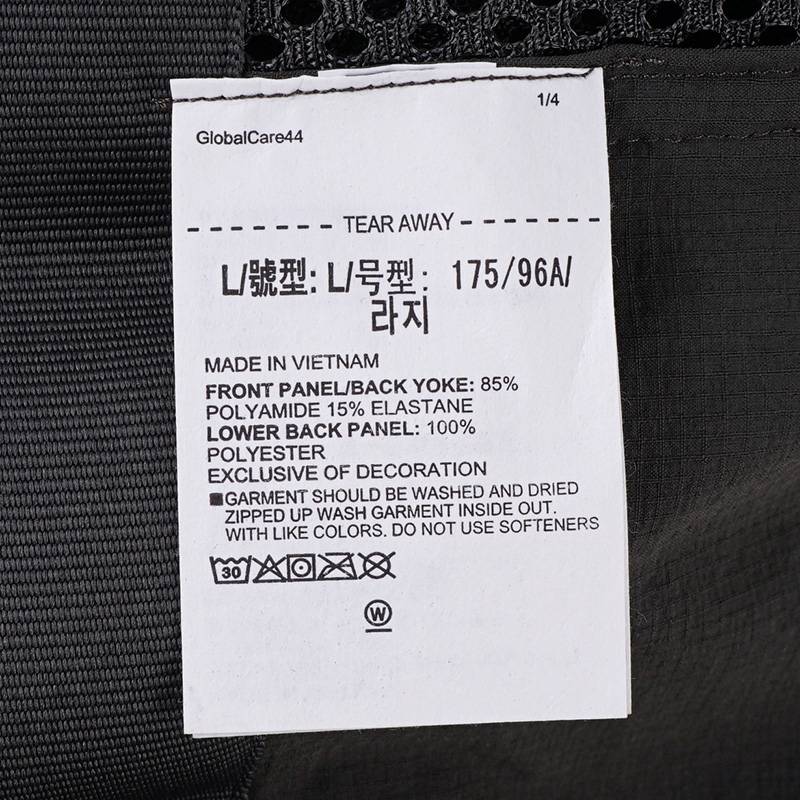 1/4
GlobalCare44
TEAR AWAY
L/號型: L/号型: 175/96A/
라지
MADE IN VIETNAM
FRONT PANEL/BACK YOKE: 85%
POLYAMIDE 15% ELASTANE
LOWER BACK PANEL: 100%
POLYESTER
EXCLUSIVE OF DECORATION
■GARMENT SHOULD BE WASHED AND DRIED
ZIPPED UP WASH GARMENT INSIDE OUT.
WITH LIKE COLORS. DO NOT USE SOFTENERS
30
W